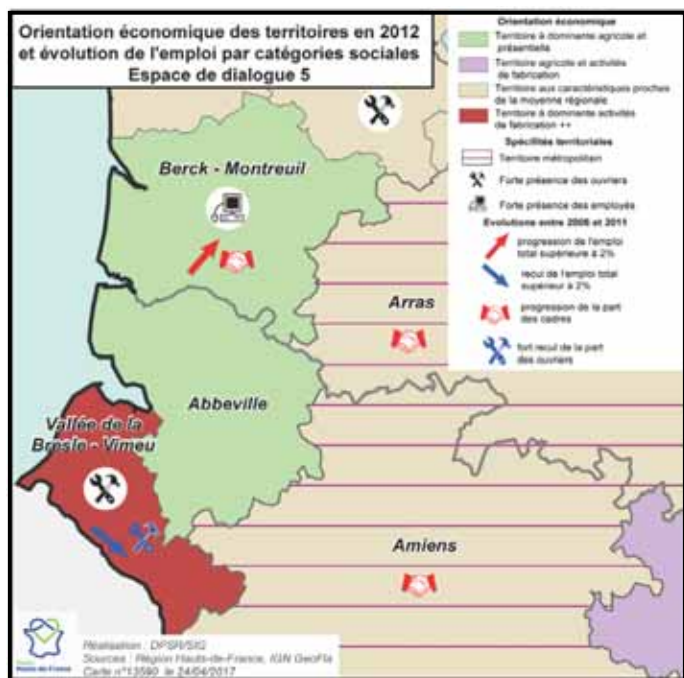 Orientation économique des territoires en 2012
et évolution de l'emploi par catégories sociales
Espace de dialogue 5
Orientation économique
Territoire à dominante agricole et
présentielle
Territoire agricole et activités
de fabrication
Territoire aux caractéristiques proches
de la moyenne régionale
Territoire à dominante activités
de fabrication ++
Spécilités territoriales
Territoire métropolitain
Forte présence des ouvriers
Forte présence des employés
Evolutions entre 2006 et 2011
progression de l'emploi
total supérieure à 2%
recul de l'emploi total
supérieur à 2%
progression de la part
des cadres
fort recul de la part
des ouvriers
Berck - Montreuil
Arras
Abbeville
Vallée de la
Bresle - Vimeu
Amiens
Réalisation : DPSR/SIG
Sources : Région Hauts-de-France, IGN GeoFla
Carte n°13590 le 24/04/2017
Hauts-de-France